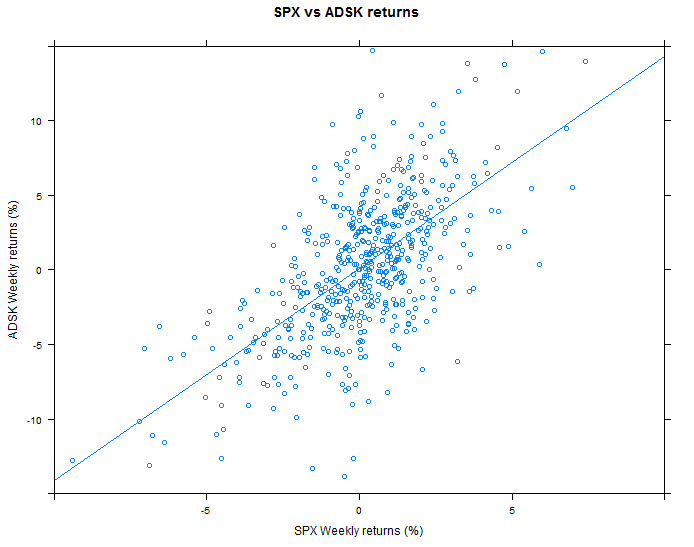 SPX vs ADSK returns
ADSK Weekly returns (%)
10
5
0
-5
-10
-5
0
5
SPX Weekly returns (%)